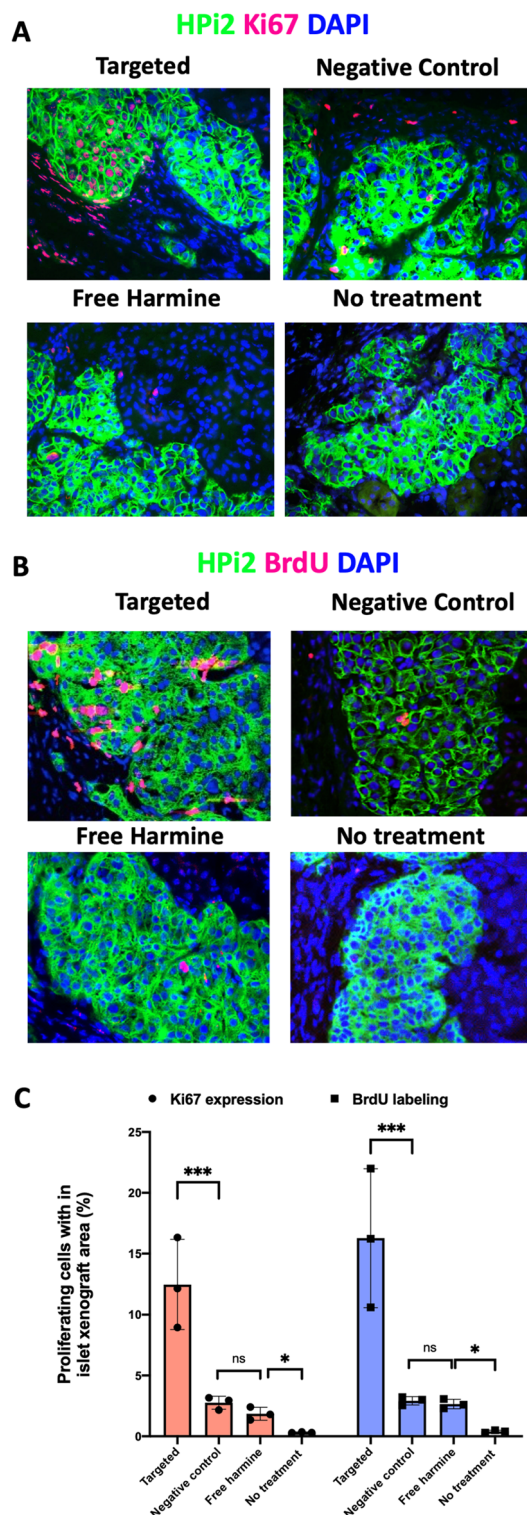 A
HPi2 Ki67 DAPI
Targeted
Negative Control
Free Harmine
No treatment
B
HPi2 BrdU DAPI
Targeted
Negative Control
Free Harmine
No treatment
C
Ki67 expression
BrdU labeling
Proliferating cells with in
islet xenograft area (%)
25
20
15
10
5
0
***
ns
*
***
ns
*
Targeted
Negative control
Free harmine
No treatment
Targeted
Negative control
Free harmine
No treatment